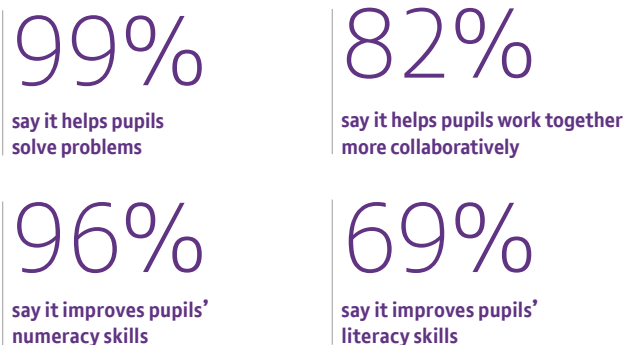 99%
say it helps pupils
solve problems
82%
say it helps pupils work together
more collaboratively
96%
say it improves pupils’
numeracy skills
69%
say it improves pupils’
literacy skills